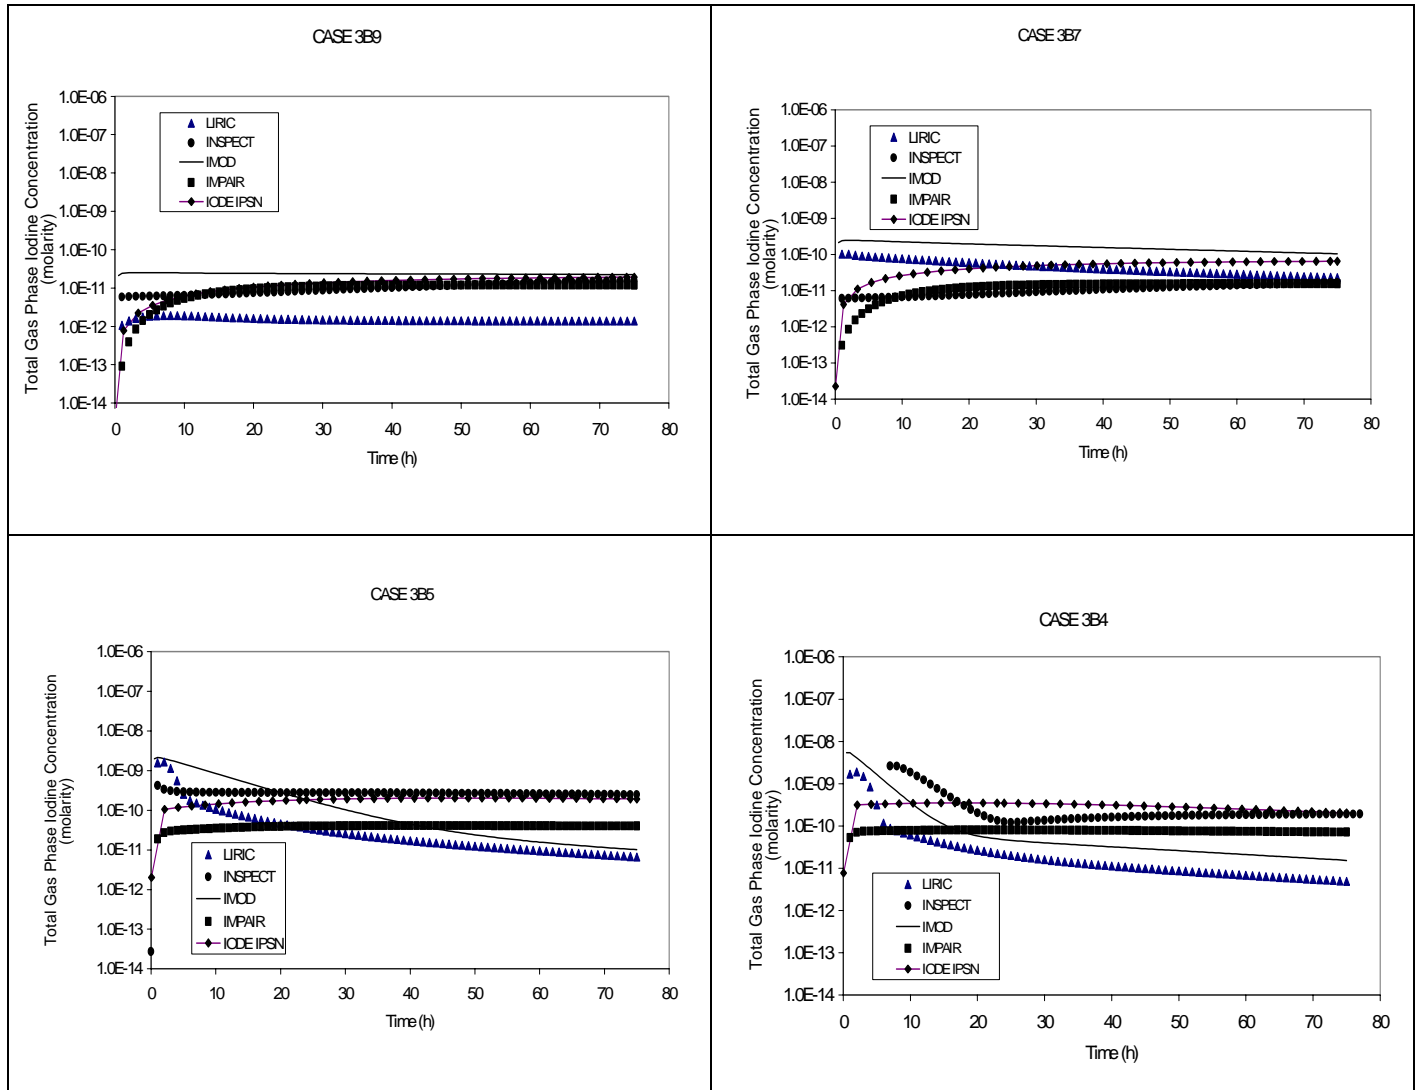 CASE 3B9
Total Gas Phase Iodine Concentration
(molarity)
1.0E-06
1.0E-07
1.0E-08
1.0E-09
1.0E-10
1.0E-11
1.0E-12
1.0E-13
1.0E-14
LIRIC
INSPECT
IMOD
IMPAIR
IODE IPSN
0 10 20 30 40 50 60 70 80
Time (h)
CASE 3B7
Total Gas Phase Iodine Concentration
(molarity)
1.0E-06
1.0E-07
1.0E-08
1.0E-09
1.0E-10
1.0E-11
1.0E-12
1.0E-13
1.0E-14
LIRIC
INSPECT
IMOD
IMPAIR
IODE IPSN
0 10 20 30 40 50 60 70 80
Time (h)
CASE 3B5
Total Gas Phase Iodine Concentration
(molarity)
1.0E-06
1.0E-07
1.0E-08
1.0E-09
1.0E-10
1.0E-11
1.0E-12
1.0E-13
1.0E-14
LIRIC
INSPECT
IMOD
IMPAIR
IODE IPSN
0 10 20 30 40 50 60 70 80
Time (h)
CASE 3B4
Total Gas Phase Iodine Concentration
(molarity)
1.0E-06
1.0E-07
1.0E-08
1.0E-09
1.0E-10
1.0E-11
1.0E-12
1.0E-13
1.0E-14
LIRIC
INSPECT
IMOD
IMPAIR
IODE IPSN
0 10 20 30 40 50 60 70 80
Time (h)